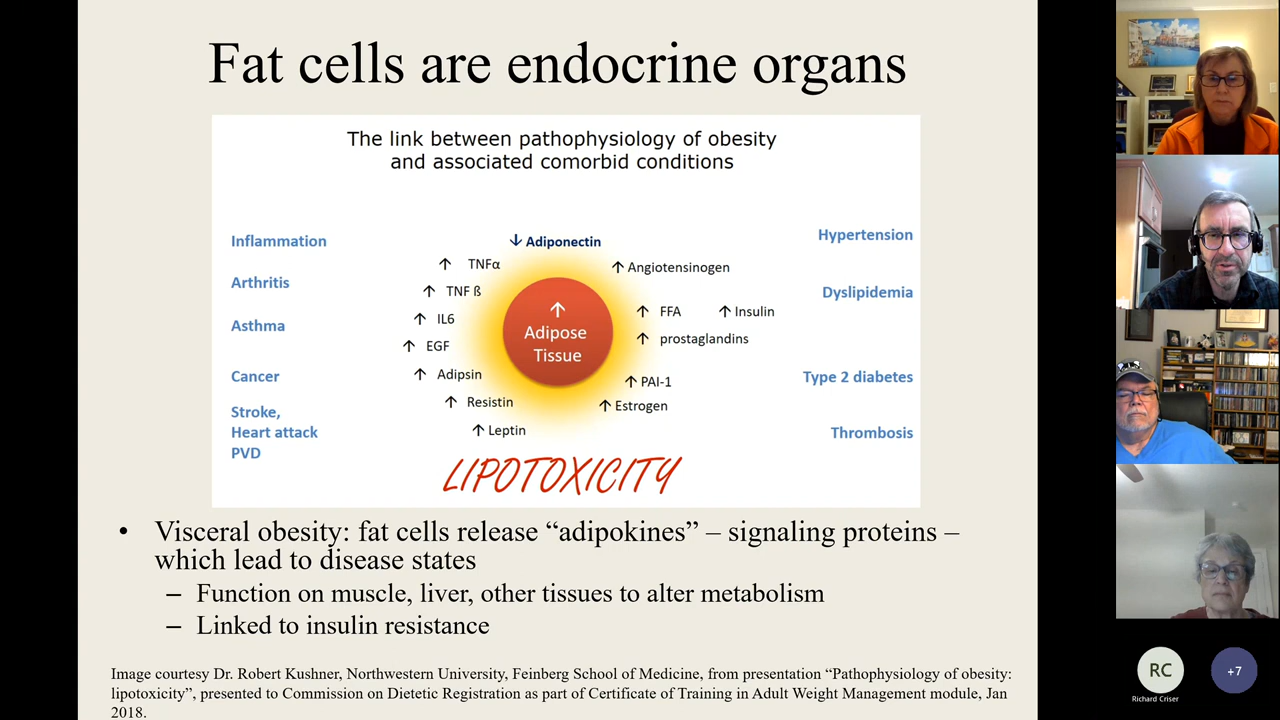 Fat cells are endocrine organs
The link between pathophysiology of obesity
and associated comorbid conditions
Inflammation
Arthritis
Asthma
Cancer
Stroke,
Heart attack
PVD
↓ Adiponectin
↑ TNFα
↑ TNF ß
↑ IL6
↑ EGF
↑ Adipsin
↑ Resistin
↑ Leptin
↑
Adipose
Tissue
↑ Angiotensinogen
↑ FFA ↑ Insulin
↑ prostaglandins
↑ PAI-1
↑ Estrogen
Hypertension
Dyslipidemia
Type 2 diabetes
Thrombosis
LIPOTOXICITY
• Visceral obesity: fat cells release “adipokines” – signaling proteins –
which lead to disease states
– Function on muscle, liver, other tissues to alter metabolism
– Linked to insulin resistance
Image courtesy Dr. Robert Kushner, Northwestern University, Feinberg School of Medicine, from presentation “Pathophysiology of obesity:
lipotoxicity”, presented to Commission on Dietetic Registration as part of Certificate of Training in Adult Weight Management module, Jan
2018.
RC
Richard Criser
+7